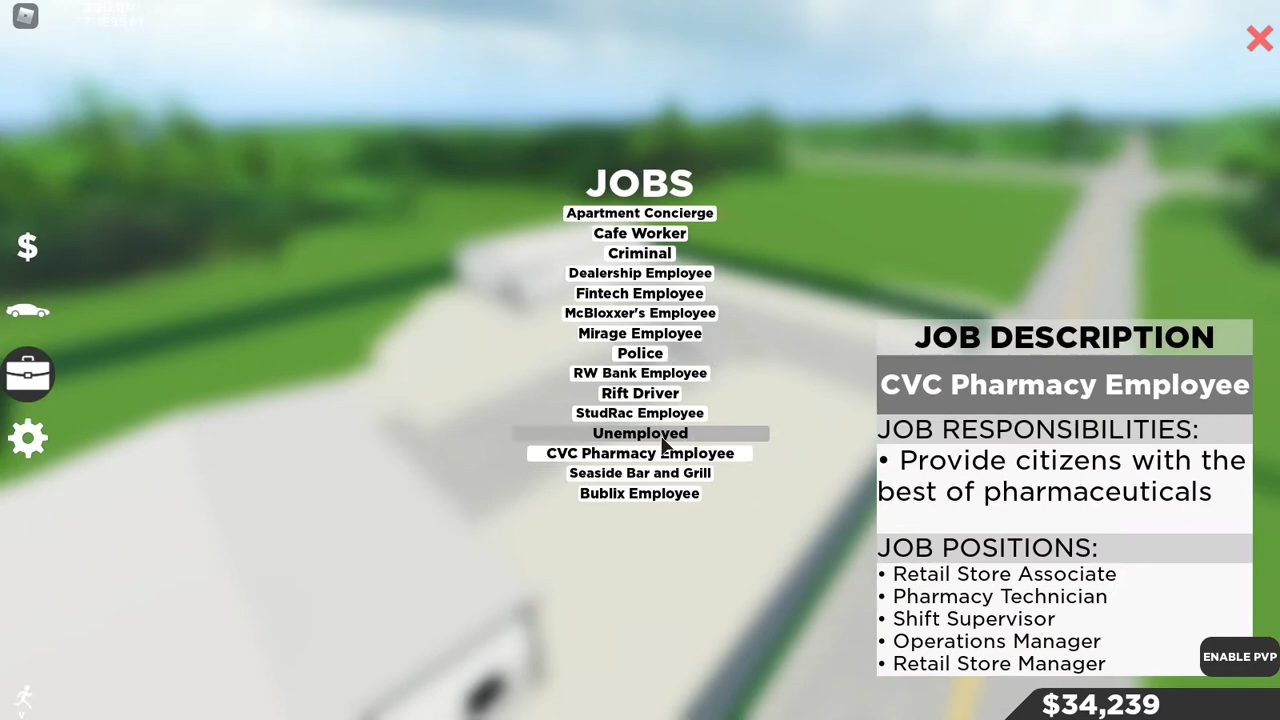 JOBS
Apartment Concierge
Cafe Worker
Criminal
Dealership Employee
Fintech Employee
McBloxxer's Employee
Mirage Employee
Police
RW Bank Employee
Rift Driver
StudRac Employee
Unemployed
CVC Pharmacy Employee
Seaside Bar and Grill
Bublix Employee
$
JOB DESCRIPTION
CVC Pharmacy Employee
JOB RESPONSIBILITIES:
• Provide citizens with the
best of pharmaceuticals
JOB POSITIONS:
• Retail Store Associate
• Pharmacy Technician
• Shift Supervisor
• Operations Manager
• Retail Store Manager
ENABLE PVP
$34,239
V